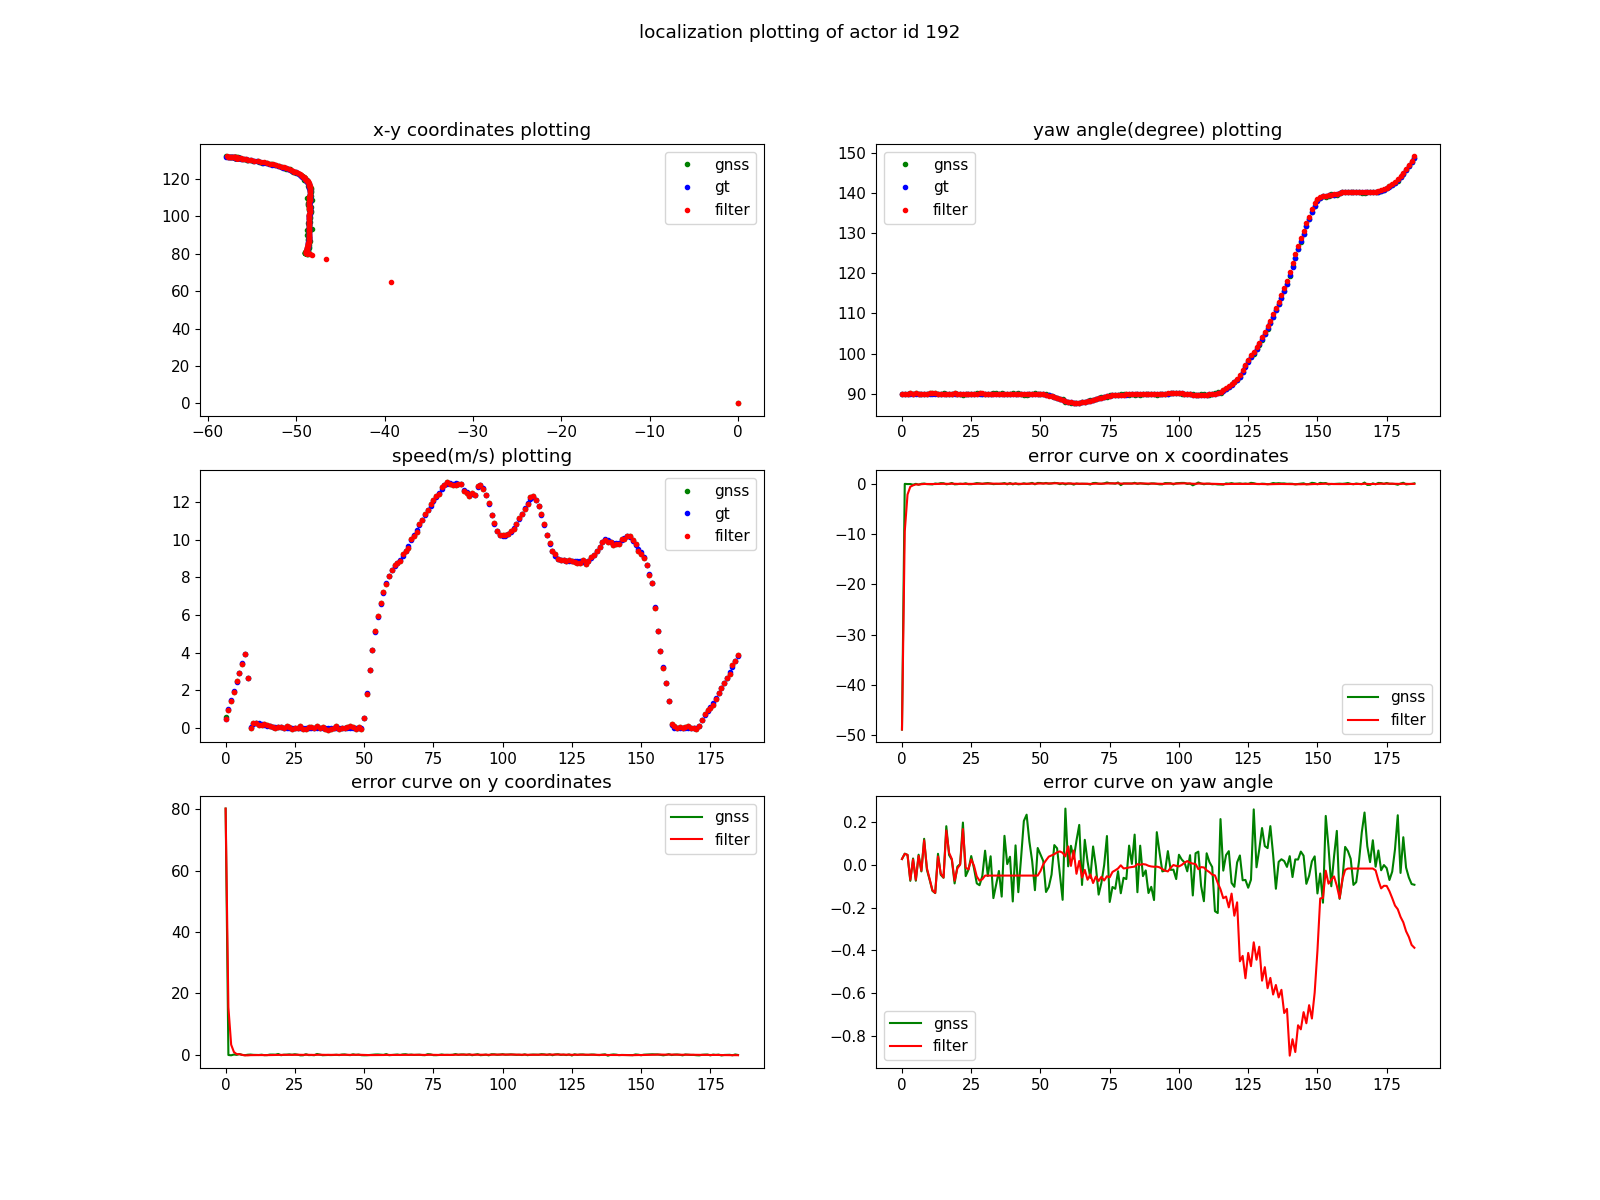 localization plotting of actor id 192
x-y coordinates plotting
120
100
80
60
40
20
0
−60 −50 −40 −30 −20 −10 0
gnss
gt
filter
yaw angle(degree) plotting
150
140
130
120
110
100
90
0 25 50 75 100 125 150 175
gnss
gt
filter
speed(m/s) plotting
12
10
8
6
4
2
0
0 25 50 75 100 125 150 175
gnss
gt
filter
error curve on x coordinates
0
−10
−20
−30
−40
−50
0 25 50 75 100 125 150 175
gnss
filter
error curve on y coordinates
80
60
40
20
0
0 25 50 75 100 125 150 175
gnss
filter
error curve on yaw angle
0.2
0.0
−0.2
−0.4
−0.6
−0.8
0 25 50 75 100 125 150 175
gnss
filter